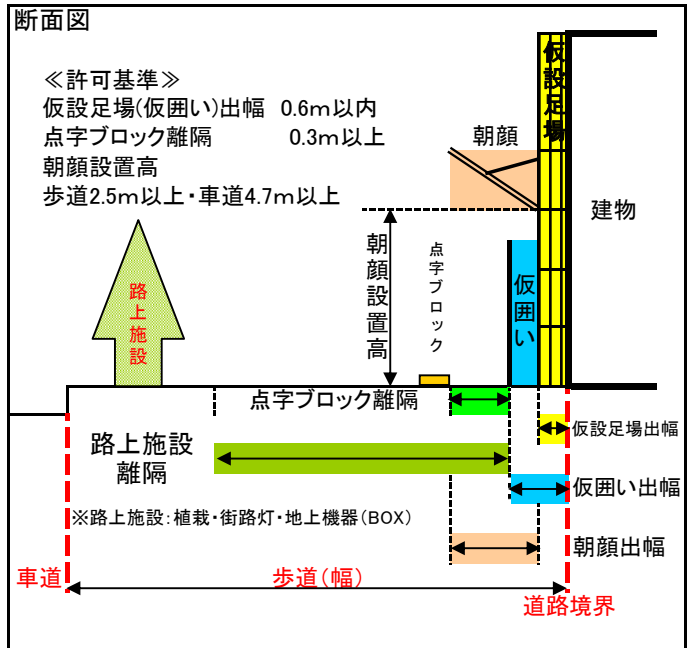 断面図
≪許可基準≫
仮設足場(仮囲い)出幅 0.6m以内
点字ブロック離隔 0.3m以上
朝顔設置高
歩道2.5m以上・車道4.7m以上
仮設足場
朝顔
建物
朝顔設置高
点字ブロック
仮囲い
路上施設
点字ブロック離隔
仮設足場出幅
路上施設
離隔
仮囲い出幅
※路上施設:植栽・街路灯・地上機器(BOX)
朝顔出幅
車道
歩道(幅)
道路境界